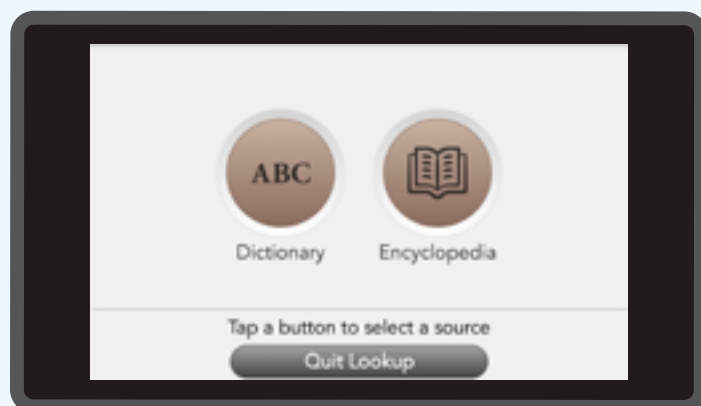 ABC
Dictionary Encyclopedia
Tap a button to select a source
Quit Lookup